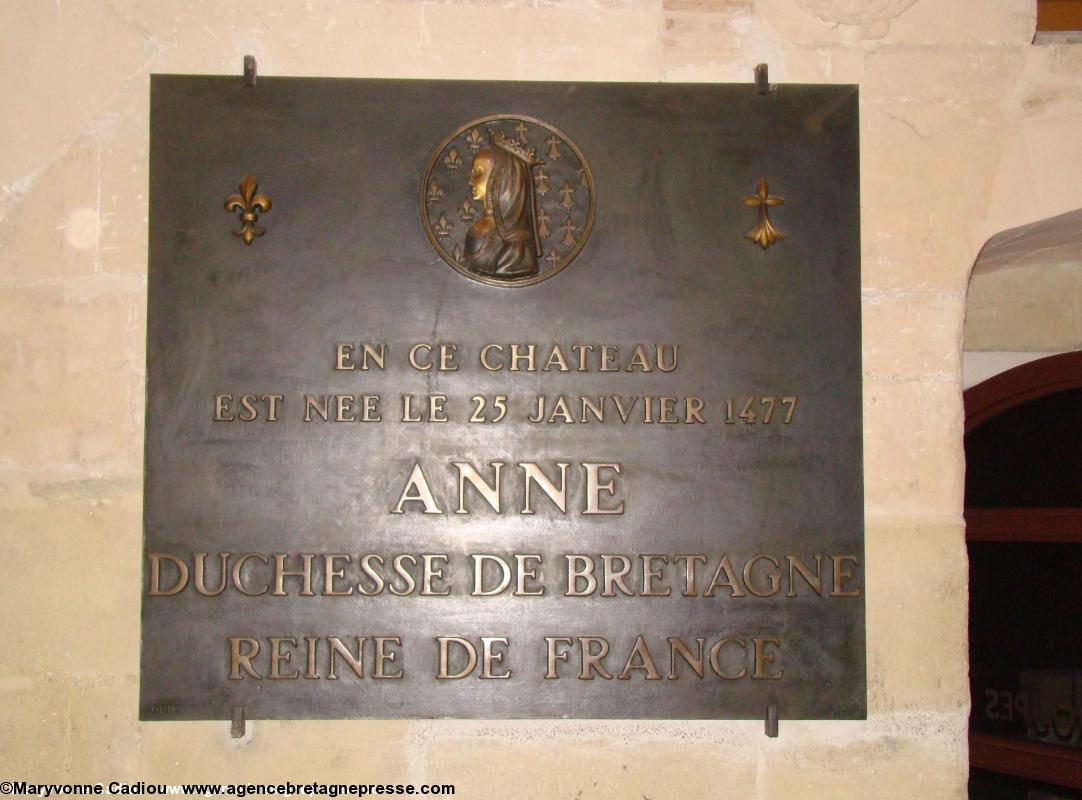 EN CE CHATEAU
EST NEE LE 25 JANVIER 1477
ANNE
DUCHESSE DE BRETAGNE
REINE DE FRANCE
©Maryvonne Cadiou www.agencebretagnepresse.com